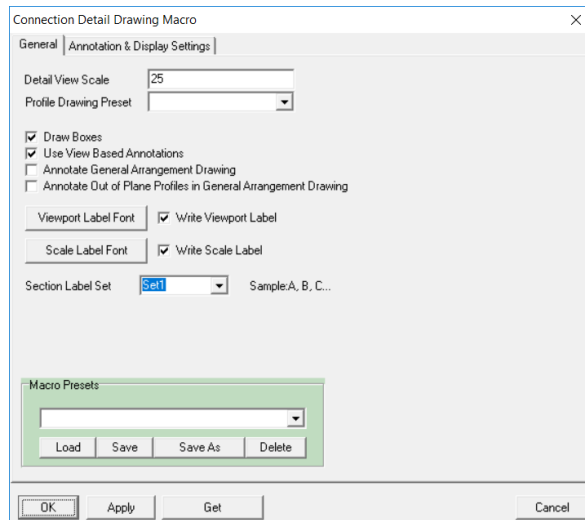 Connection Detail Drawing Macro
General Annotation & Display Settings
Detail View Scale 25
Profile Drawing Preset
Draw Boxes
Use View Based Annotations
Annotate General Arrangement Drawing
Annotate Out of Plane Profiles in General Arrangement Drawing
Viewport Label Font Write Viewport Label
Scale Label Font Write Scale Label
Section Label Set Set1 Sample:A, B, C...
Macro Presets
Load Save Save As Delete
OK Apply Get Cancel